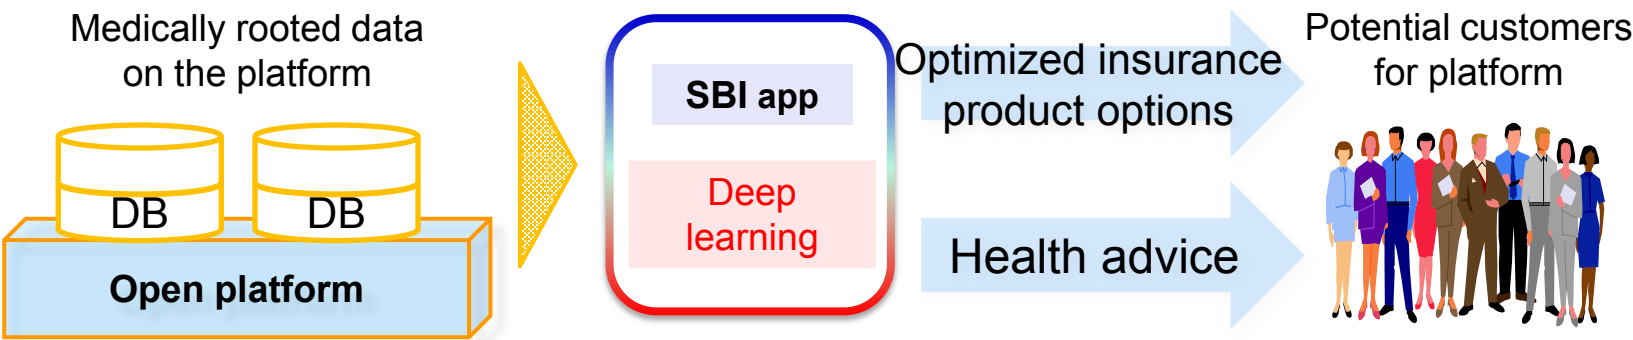 Medically rooted data
on the platform
DB
DB
Open platform
SBI app
Deep
learning
Optimized insurance
product options
Health advice
Potential customers
for platform